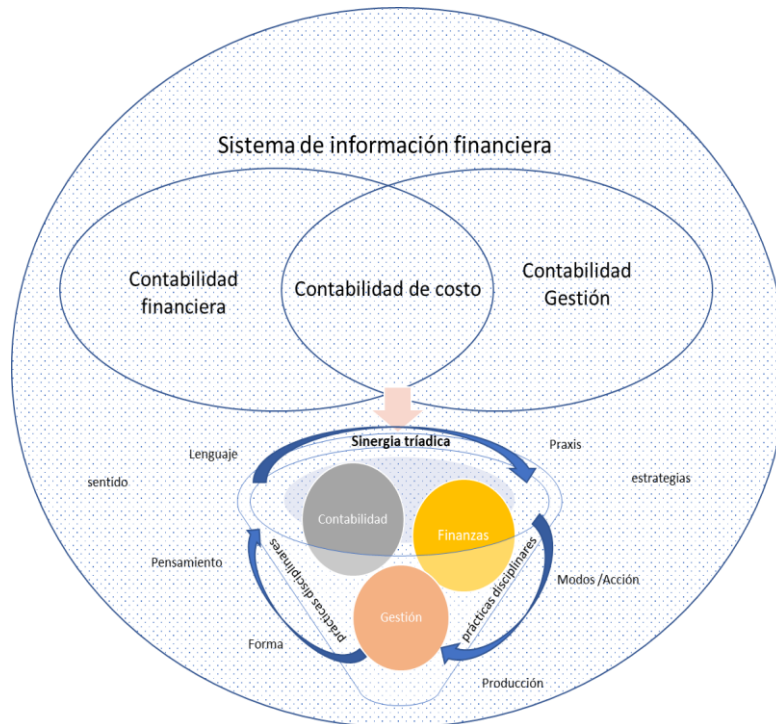 Sistema de información financiera
Contabilidad
financiera
Contabilidad de costo
Contabilidad
Gestión
Sinergia tríadica
Lenguaje
Praxis
sentido
estrategias
Contabilidad
Finanzas
prácticas disciplinares
prácticas disciplinares
Pensamiento
Modos /Acción
Gestión
Forma
Producción